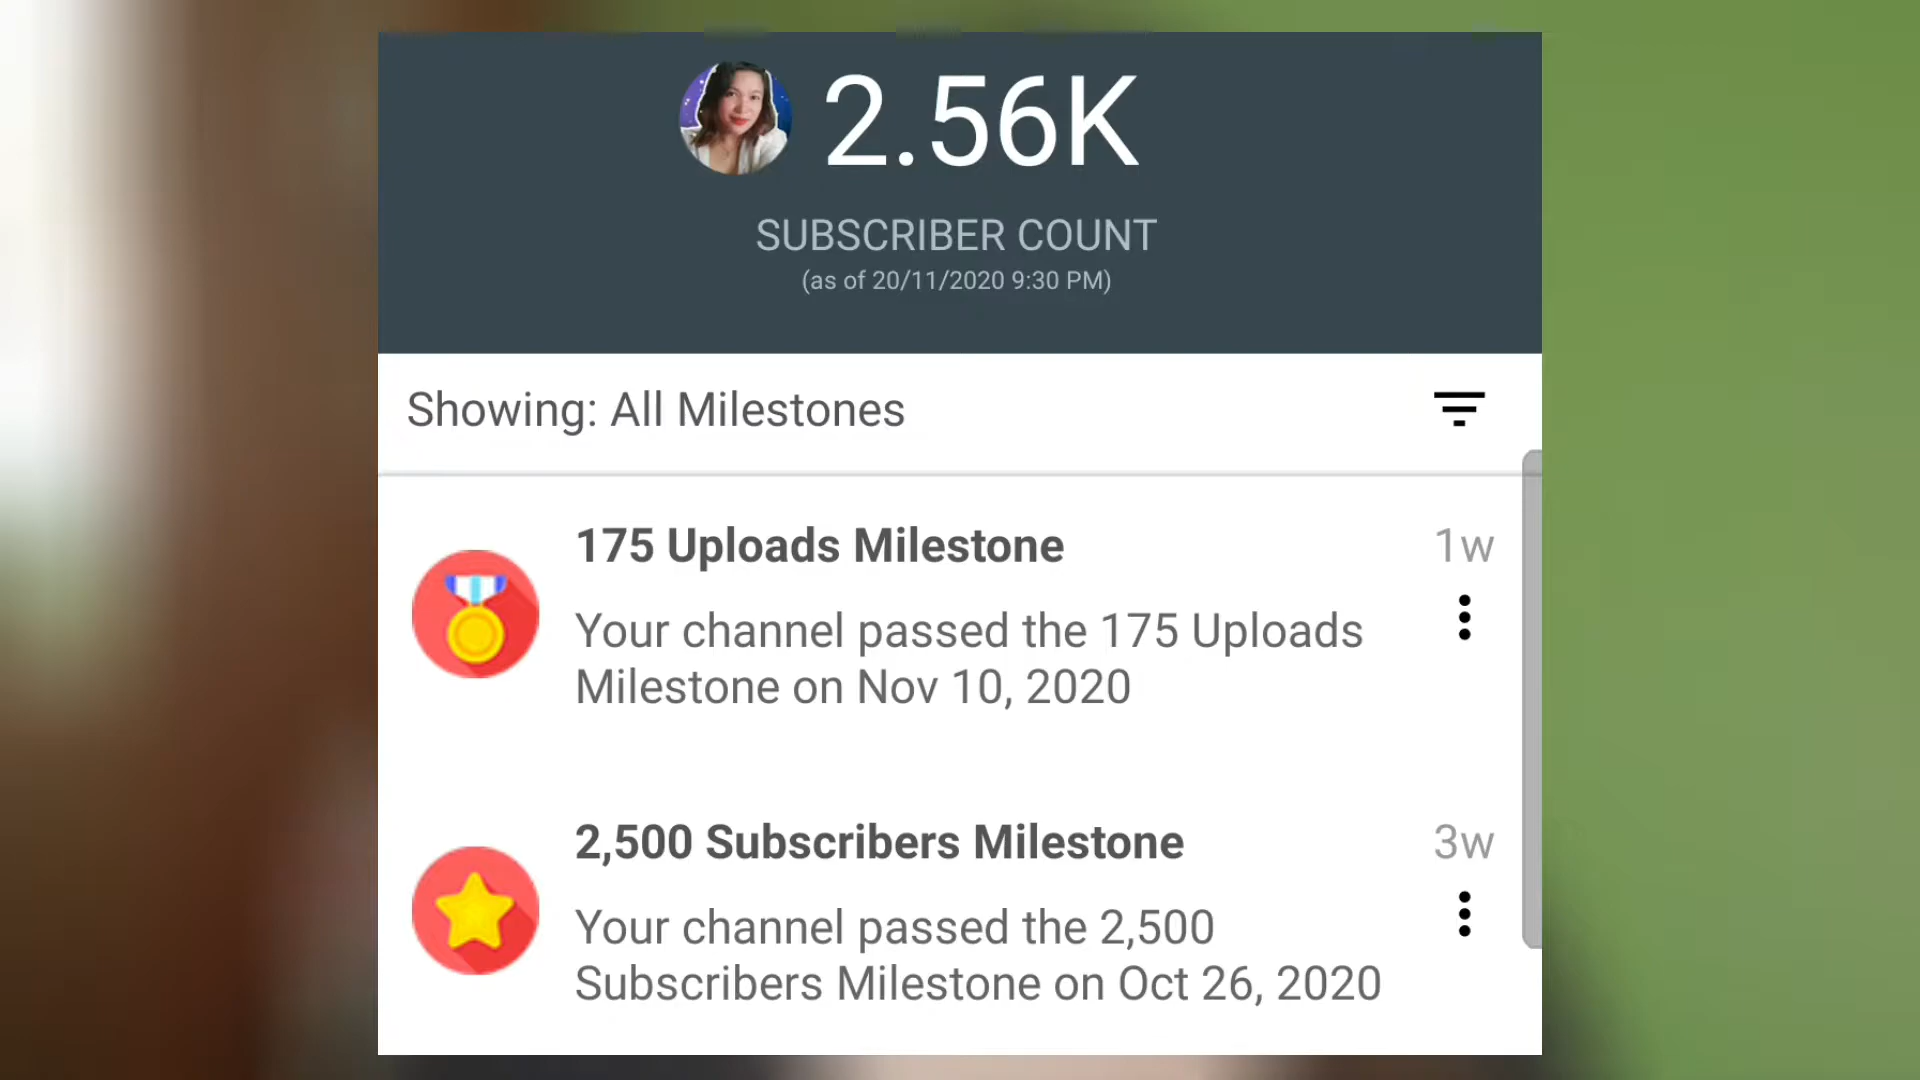 2.56K
SUBSCRIBER COUNT
(as of 20/11/2020 9:30 PM)
Showing: All Milestones
175 Uploads Milestone
1w
Your channel passed the 175 Uploads
Milestone on Nov 10, 2020
2,500 Subscribers Milestone
3w
Your channel passed the 2,500
Subscribers Milestone on Oct 26, 2020